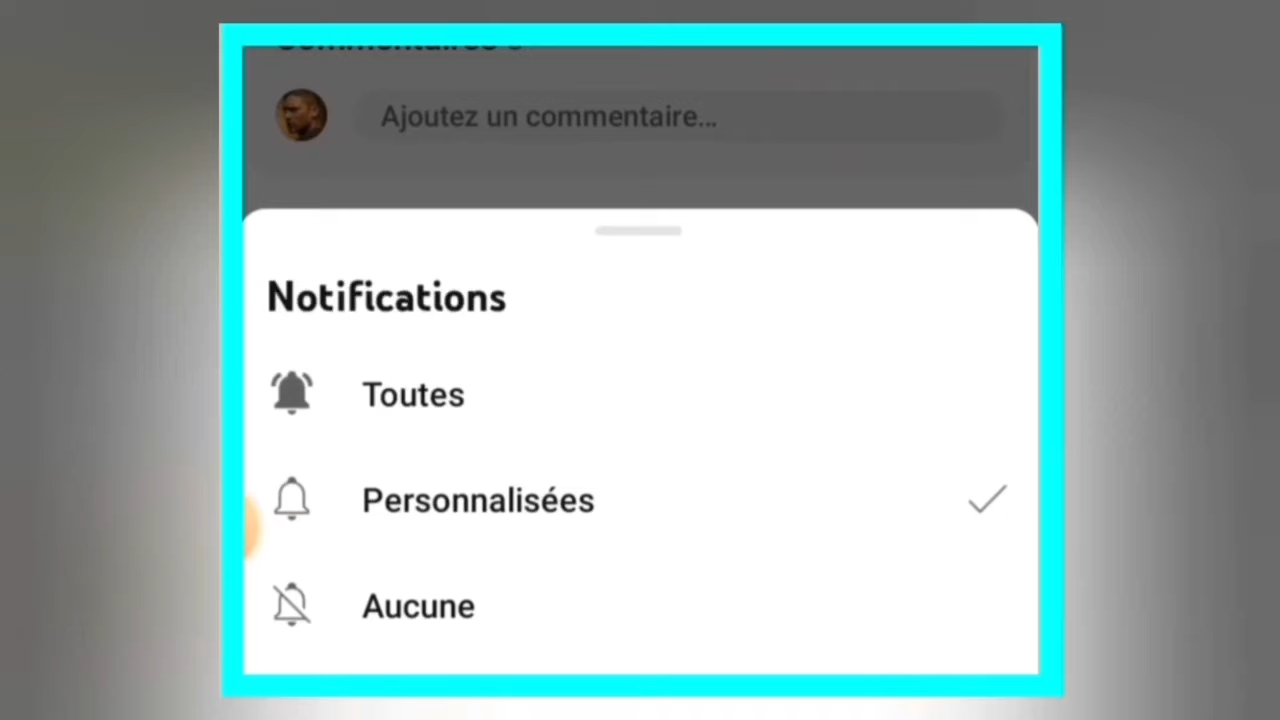 Ajoutez un commentaire...
Notifications
Toutes
Personnalisées
Aucune